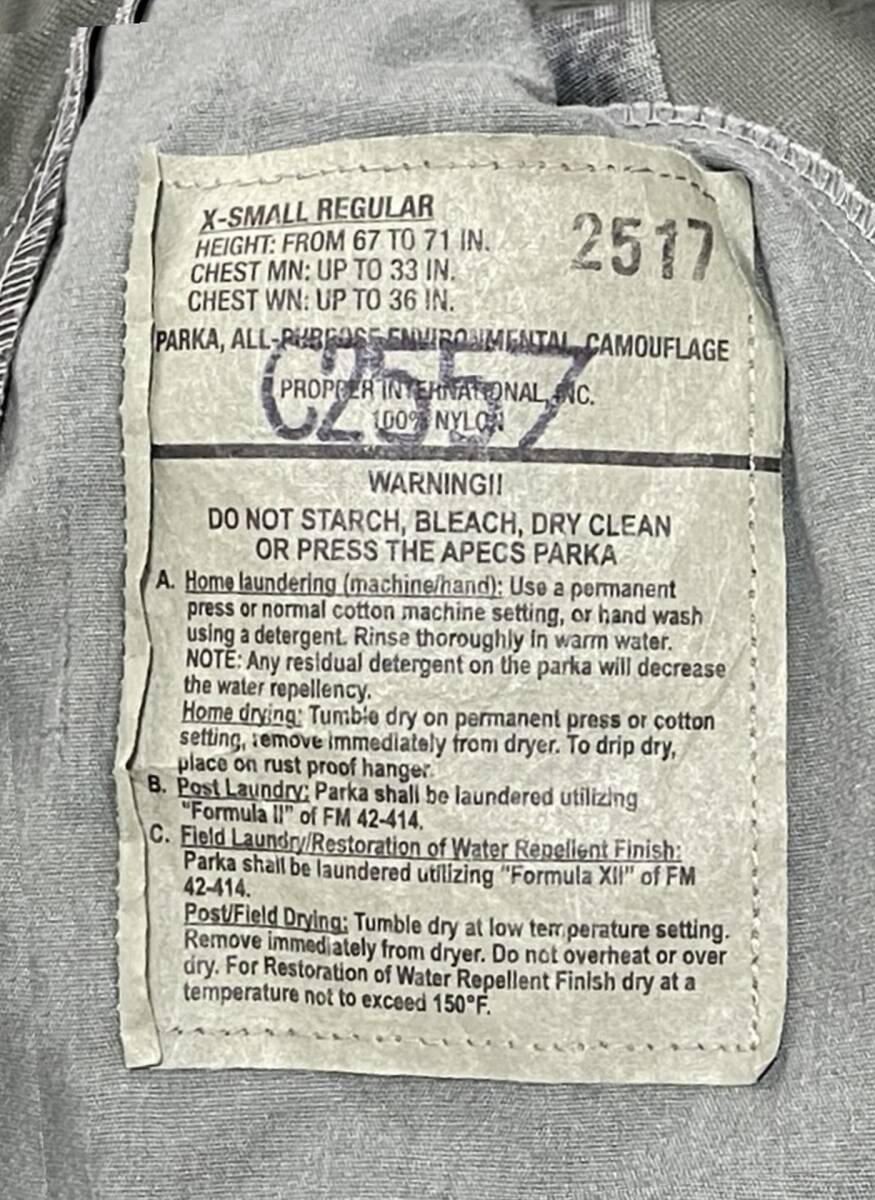 X-SMALL REGULAR
HEIGHT: FROM 67 TO 71 IN.
CHEST MN: UP TO 33 IN.
CHEST WN: UP TO 36 IN.
2517
PARKA, ALL-PURPOSE ENVIRONMENTAL, CAMOUFLAGE
C2557
PROPPER INTERNATIONAL, INC.
100% NYLON
WARNING!!
DO NOT STARCH, BLEACH, DRY CLEAN
OR PRESS THE APECS PARKA
A. Home laundering (machine/hand): Use a permanent
press or normal cotton machine setting, or hand wash
using a detergent. Rinse thoroughly in warm water.
NOTE: Any residual detergent on the parka will decrease
the water repellency.
Home drying: Tumble dry on permanent press or cotton
setting, remove immediately from dryer. To drip dry,
place on rust proof hanger.
B. Post Laundry: Parka shall be laundered utilizing
"Formula II" of FM 42-414.
C. Field Laundry/Restoration of Water Repellent Finish:
Parka shall be laundered utilizing "Formula XII" of FM
42-414.
Post/Field Drying: Tumble dry at low temperature setting.
Remove immediately from dryer. Do not overheat or over
dry. For Restoration of Water Repellent Finish dry at a
temperature not to exceed 150°F.